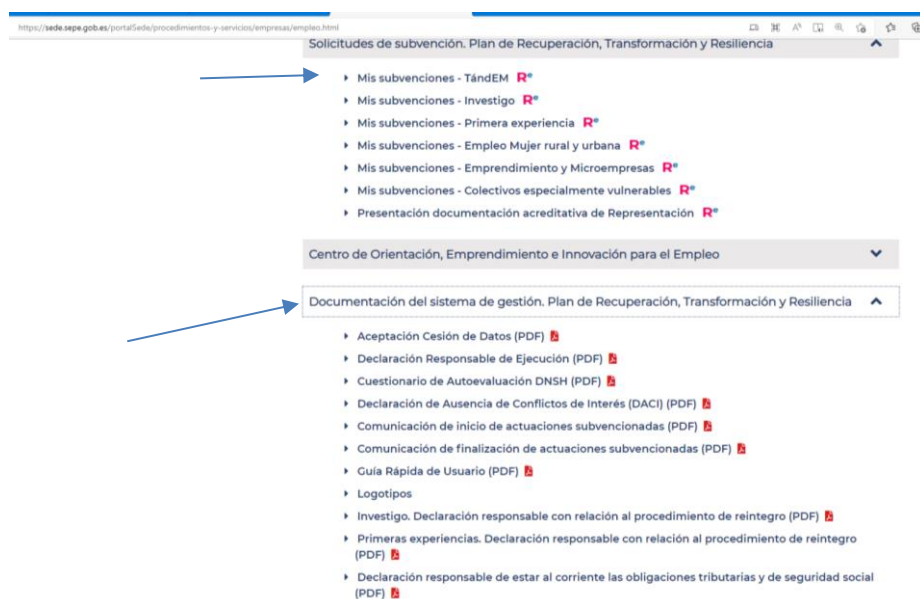 https://sede.sepe.gob.es/portalSede/procedimientos-y-servicios/empresas/empleo.html
Solicitudes de subvención. Plan de Recuperación, Transformación y Resiliencia
Mis subvenciones - TándEM R
Mis subvenciones - Investigo R
Mis subvenciones - Primera experiencia R
Mis subvenciones - Empleo Mujer rural y urbana R
Mis subvenciones - Emprendimiento y Microempresas R
Mis subvenciones - Colectivos especialmente vulnerables R
Presentación documentación acreditativa de Representación R
Centro de Orientación, Emprendimiento e Innovación para el Empleo
Documentación del sistema de gestión. Plan de Recuperación, Transformación y Resiliencia
Aceptación Cesión de Datos (PDF)
Declaración Responsable de Ejecución (PDF)
Cuestionario de Autoevaluación DNSH (PDF)
Declaración de Ausencia de Conflictos de Interés (DACI) (PDF)
Comunicación de inicio de actuaciones subvencionadas (PDF)
Comunicación de finalización de actuaciones subvencionadas (PDF)
Guía Rápida de Usuario (PDF)
Logotipos
Investigo. Declaración responsable con relación al procedimiento de reintegro (PDF)
Primeras experiencias. Declaración responsable con relación al procedimiento de reintegro
(PDF)
Declaración responsable de estar al corriente las obligaciones tributarias y de seguridad social
(PDF)